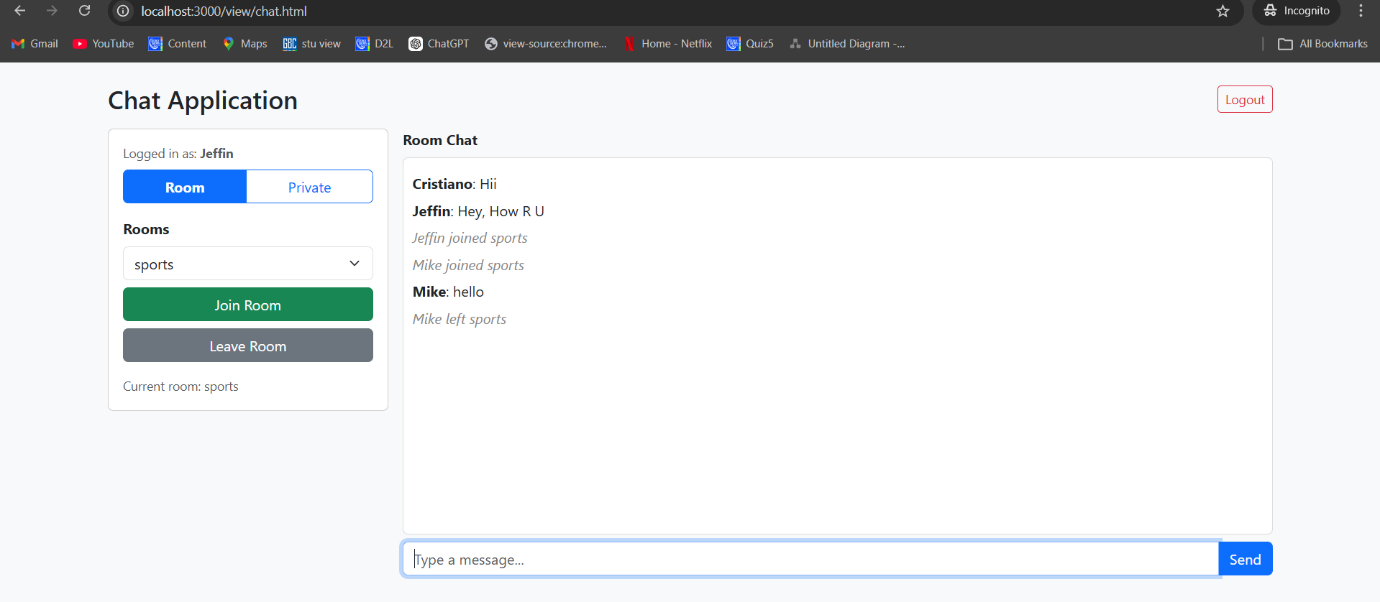 localhost:3000/view/chat.html
Incognito
Gmail YouTube Content Maps GBC stu view D2L ChatGPT view-source:chrome... Home - Netflix Quiz5 Untitled Diagram -... All Bookmarks
Chat Application
Logout
Logged in as: Jeffin
Room Private
Rooms
sports
Join Room
Leave Room
Current room: sports
Room Chat
Cristiano: Hii
Jeffin: Hey, How R U
Jeffin joined sports
Mike joined sports
Mike: hello
Mike left sports
Type a message...
Send